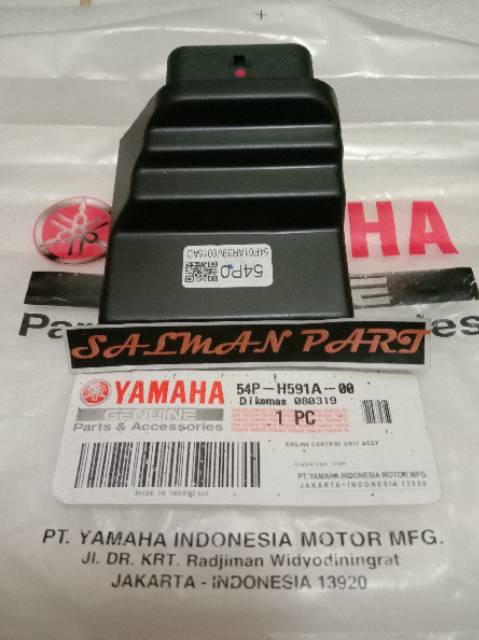 54P0
54P01AR39V0015AD
YAMAHA
SALMAN PART
YAMAHA
GENUINE
Parts & Accessories
54P-H591A-00
Dikemas 080319
1 PC
ENGINE CONTROL UNIT ASSY
PT. YAMAHA INDONESIA MOTOR MFG.
JAKARTA-INDONESIA 13920
MADE IN INDONESIA
PT. YAMAHA INDONESIA MOTOR MFG.
Jl. DR. KRT. Radjiman Widyodiningrat
JAKARTA - INDONESIA 13920